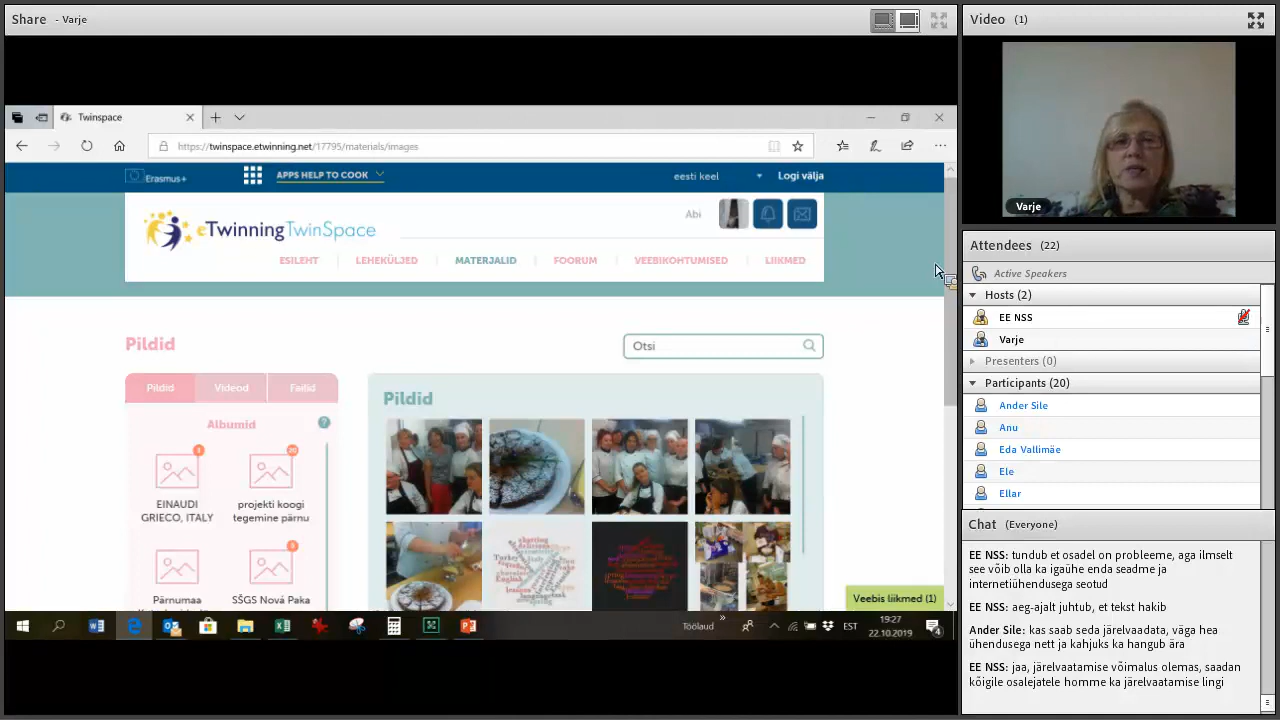 Share - Varje
Video (1)
Varje
Twinspace
https://twinspace.etwinning.net/17795/materials/images
Erasmus+
APPS HELP TO COOK
eesti keel
Logi välja
eTwinningTwinSpace
Abi
ESILEHT
LEHEKÜLJED
MATERJALID
FOORUM
VEEBIKOHTUMISED
LIIKMED
Pildid
Otsi
Pildid
Videod
Failid
Albumid
EINAUDI
GRIECO, ITALY
projekti koogi
tegemine pärnu
Pärnumaa
SŠGS Nová Paka
Pildid
Veebis liikmed (1)
Töölaud
EST
19:27
22.10.2019
4
Attendees (22)
Active Speakers
Hosts (2)
EE NSS
Varje
Presenters (0)
Participants (20)
Ander Sile
Anu
Eda Vallimäe
Ele
Ellar
Chat (Everyone)
EE NSS: tundub et osadel on probleeme, aga ilmselt
see võib olla igaühe enda seadme ja
internetiühendusega seotud
EE NSS: aeg-ajalt juhtub, et tekst hakib
Ander Sile: kas saab seda järelvaadata, väga hea
ühendusega nett ja kahjuks ka hangub ära
EE NSS: jaa, järelvaatamise võimalus olemas, saadan
kõigile osalejatele homme ka järelvaatamise lingi